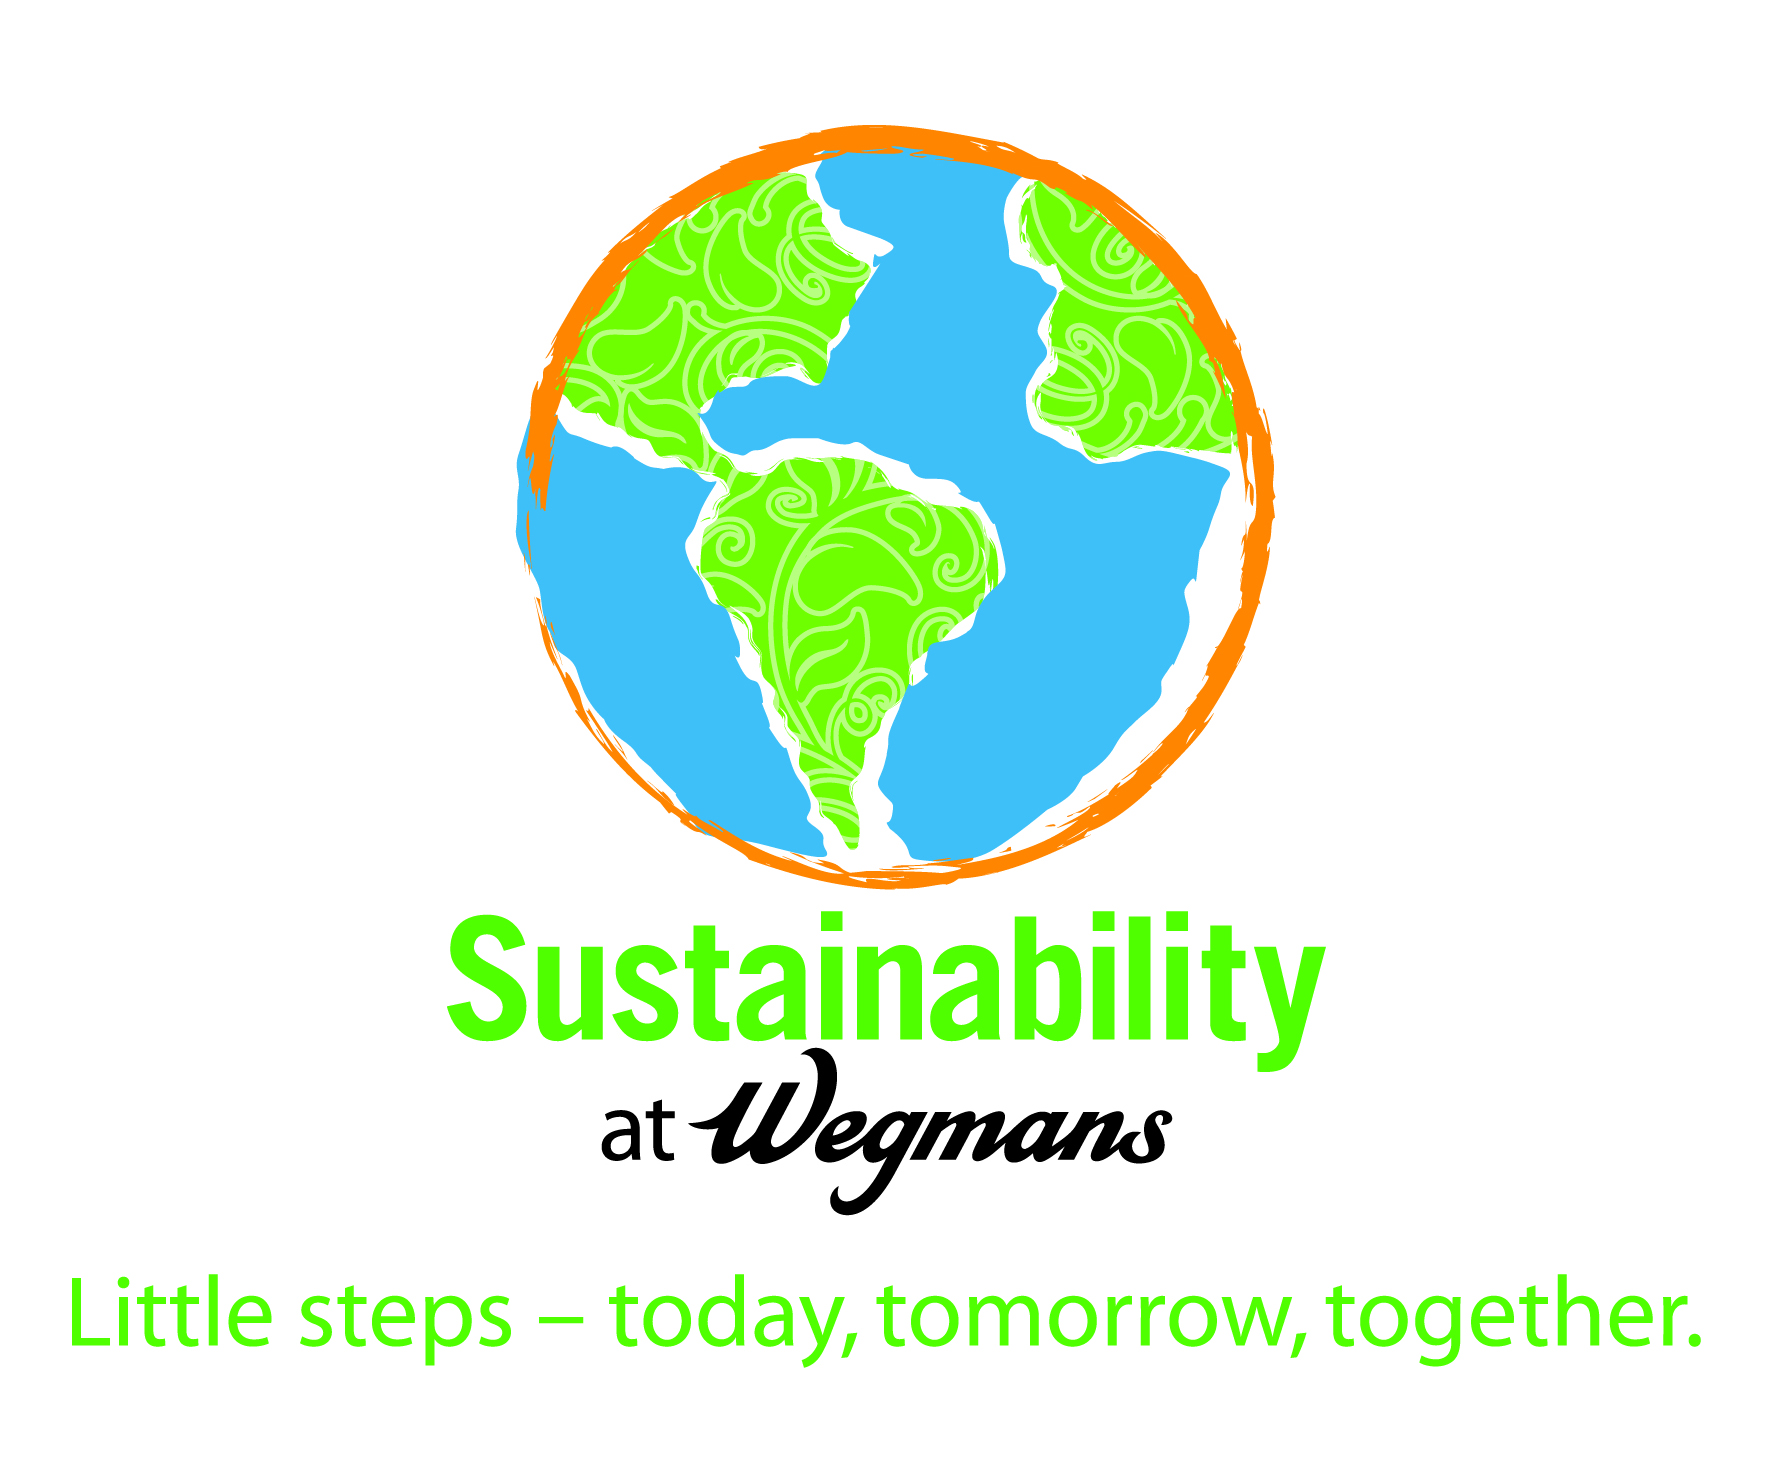 Sustainability
at Wegmans
Little steps – today, tomorrow, together.